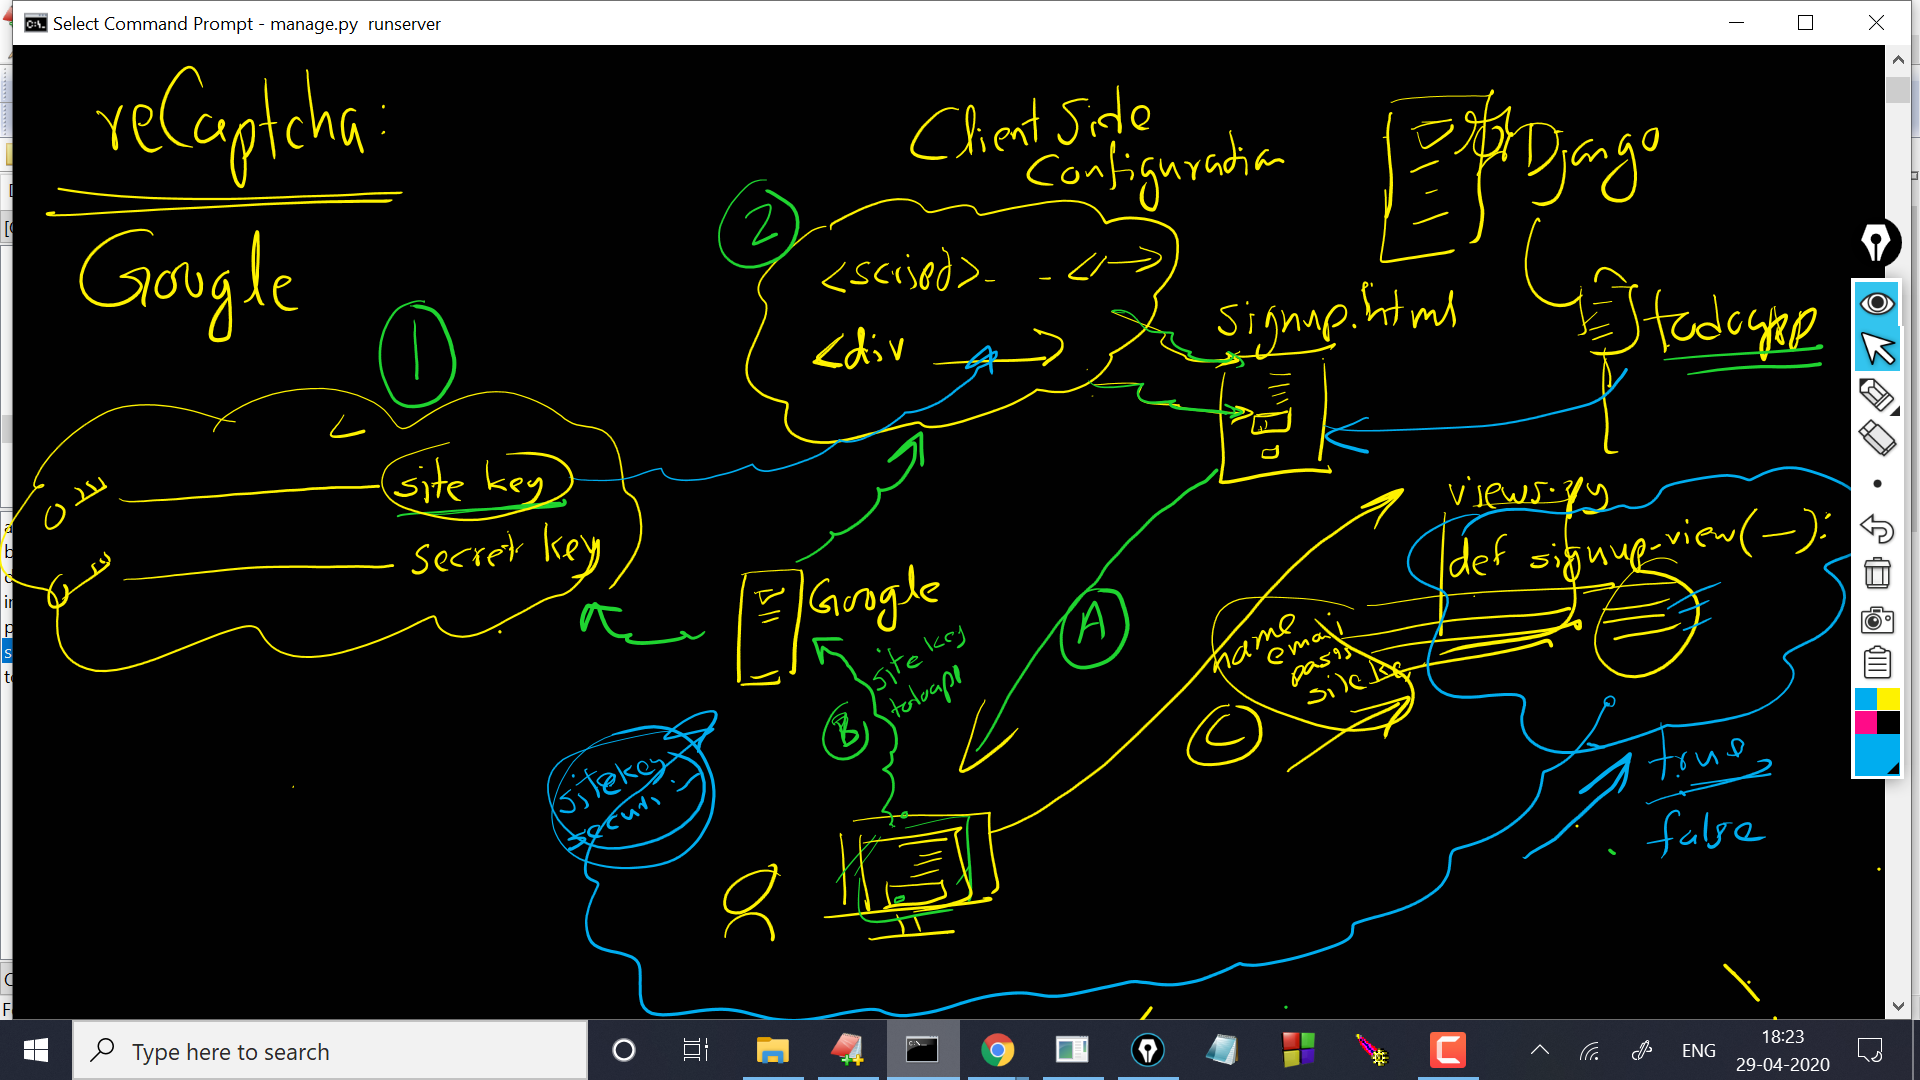 Select Command Prompt - manage.py  runserver
reCaptcha:
Google
Client Side
Configuration
Django
2
<script>- - </->
<div >
signup.html
todoapp
1
site key
secret key
Google
site key
todoapp
A
B
C
views.py
def signup-view(-):
name
email
pass
site key
sitekey
true
false
Type here to search
ENG
18:23
29-04-2020